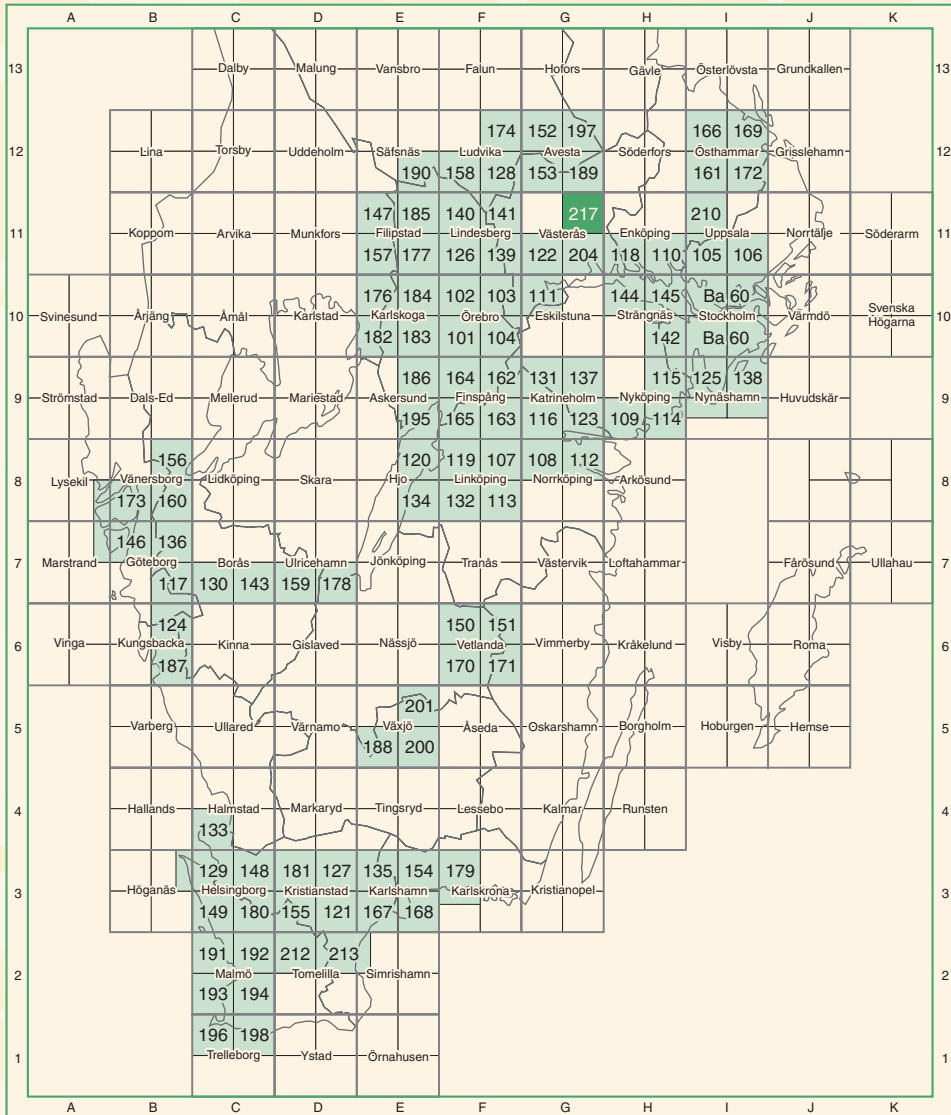 A B C D E F G H I J K
13 Dalby Malung Vansbro Falun Hofors Gävle Österlövsta Grundkallen 13
174 152 197 166 169
12 Lina Torsby Uddeholm Säfsnäs Ludvika Avesta Söderfors Östhammar Grisslehamn 12
190 158 128 153 189 161 172
147 185 140 141 217 210
11 Koppom Arvika Munkfors Filipstad Lindesberg Västerås Enköping Uppsala Norrtälje Söderarm 11
157 177 126 139 122 204 118 110 105 106
176 184 102 103 111 144 145 Ba 60
10 Svinesund Årjäng Åmål Karlstad Karlskoga Örebro Eskilstuna Strängnäs Stockholm Värmdö Svenska Högarna 10
182 183 101 104 142 Ba 60
186 164 162 131 137 115 125 138
9 Strömstad Dals-Ed Mellerud Mariestad Askersund Finspång Katrineholm Nyköping Nynäshamn Huvudskär 9
195 165 163 116 123 109 114
156 120 119 107 108 112
8 Lysekil Vänersborg Lidköping Skara Hjo Linköping Norrköping Arkösund 8
173 160 134 132 113
146 136
7 Marstrand Göteborg Borås Ulricehamn Jönköping Tranås Västervik Loftahammar Fårösund Ullahau 7
117 130 143 159 178
124 150 151
6 Vinga Kungsbacka Kinna Gislaved Nässjö Vetlanda Vimmerby Kråkelund Visby Roma 6
187 170 171
201
5 Varberg Ullared Värnamo Växjö Åseda Oskarshamn Borgholm Hoburgen Hemse 5
188 200
4 Hallands Halmstad Markaryd Tingsryd Lessebo Kalmar Runsten 4
133
129 148 181 127 135 154 179
3 Höganäs Helsingborg Kristianstad Karlshamn Karlskrona Kristianopel 3
149 180 155 121 167 168
191 192 212 213
2 Malmö Tomelilla Simrishamn 2
193 194
196 198
1 Trelleborg Ystad Örnahusen 1
A B C D E F G H I J K